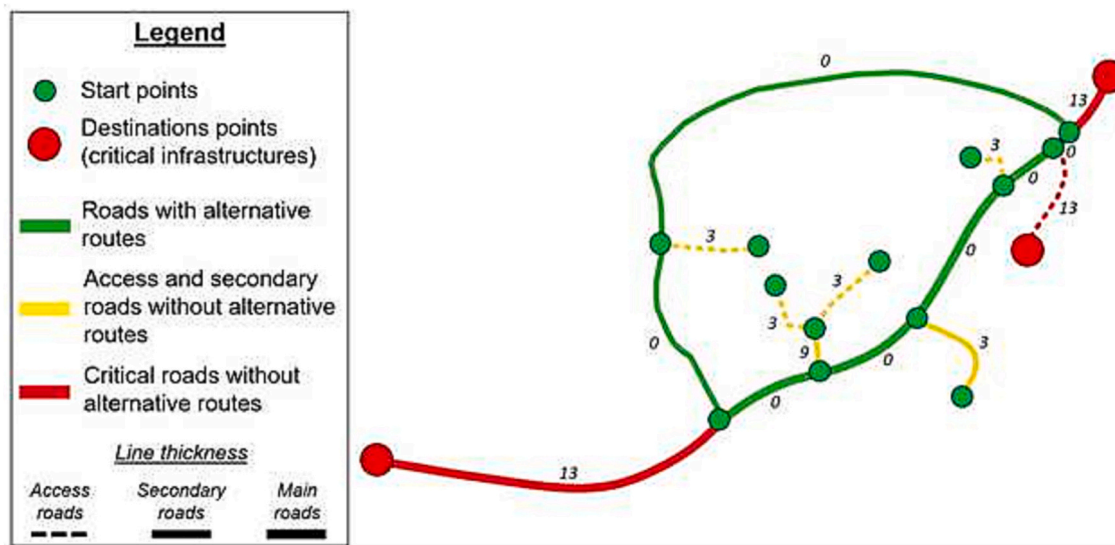 Legend
Start points
Destinations points
(critical infrastructures)
Roads with alternative
routes
Access and secondary
roads without alternative
routes
Critical roads without
alternative routes
Line thickness
Access
roads
Secondary
roads
Main
roads
0
13
3
0
0
13
3
0
3
3
0
9
0
3
0
13